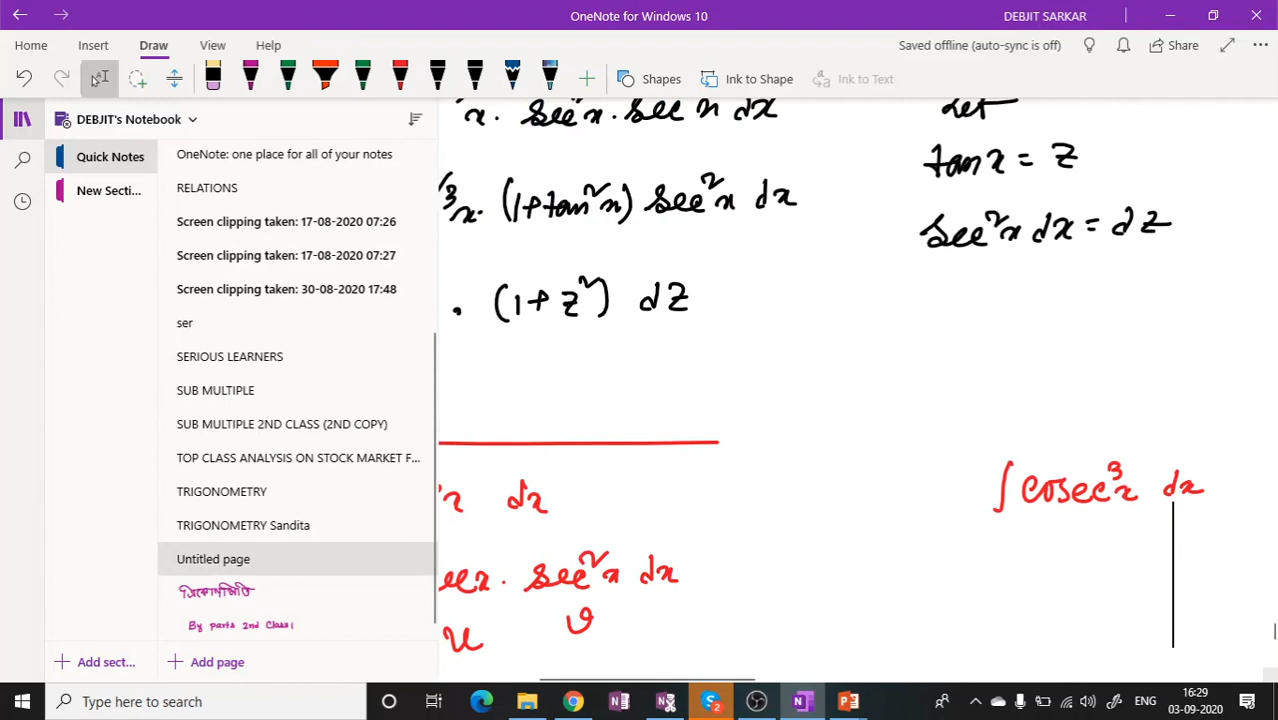 OneNote for Windows 10
DEBJIT SARKAR
Home Insert Draw View Help
Saved offline (auto-sync is off)
Share
Shapes
Ink to Shape
Ink to Text
DEBJIT's Notebook
Quick Notes
New Secti...
OneNote: one place for all of your notes
RELATIONS
Screen clipping taken: 17-08-2020 07:26
Screen clipping taken: 17-08-2020 07:27
Screen clipping taken: 30-08-2020 17:48
ser
SERIOUS LEARNERS
SUB MULTIPLE
SUB MULTIPLE 2ND CLASS (2ND COPY)
TOP CLASS ANALYSIS ON STOCK MARKET F...
TRIGONOMETRY
TRIGONOMETRY Sandita
Untitled page
ত্রিকোণমিতি
By parts 2nd Class
Add sect...
Add page
x. sec²x. sec²x dx
/3 x. (1+tan²x) sec²x dx
. (1+z²) dz
Let
tan x = z
sec²x dx = dz
x dx
secx. sec²x dx
u v
∫ cosec³x dx
Type here to search
ENG
16:29
03-09-2020